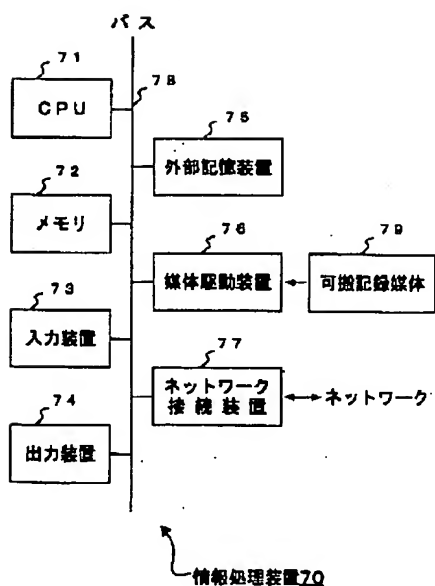 バス
71
78
CPU
75
外部記憶装置
72
メモリ
76
79
媒体駆動装置
可搬記録媒体
73
入力装置
77
ネットワーク
接続装置
ネットワーク
74
出力装置
情報処理装置70